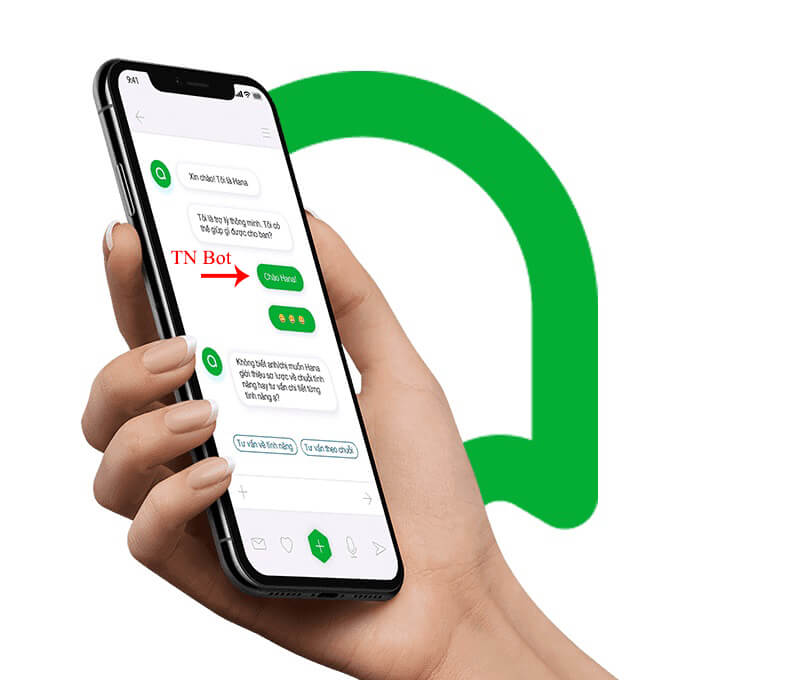 9:41
Xin chào! Tôi là Hana
Tôi là trợ lý thông minh. Tôi có
thể giúp gì được cho bạn?
TN Bot
Chào Hana!
Không biết anh/chị muốn Hana
giới thiệu sơ lược về chuỗi tính
năng hay tư vấn chi tiết từng
tính năng ạ?
Tư vấn về tính năng
Tư vấn theo chuỗi